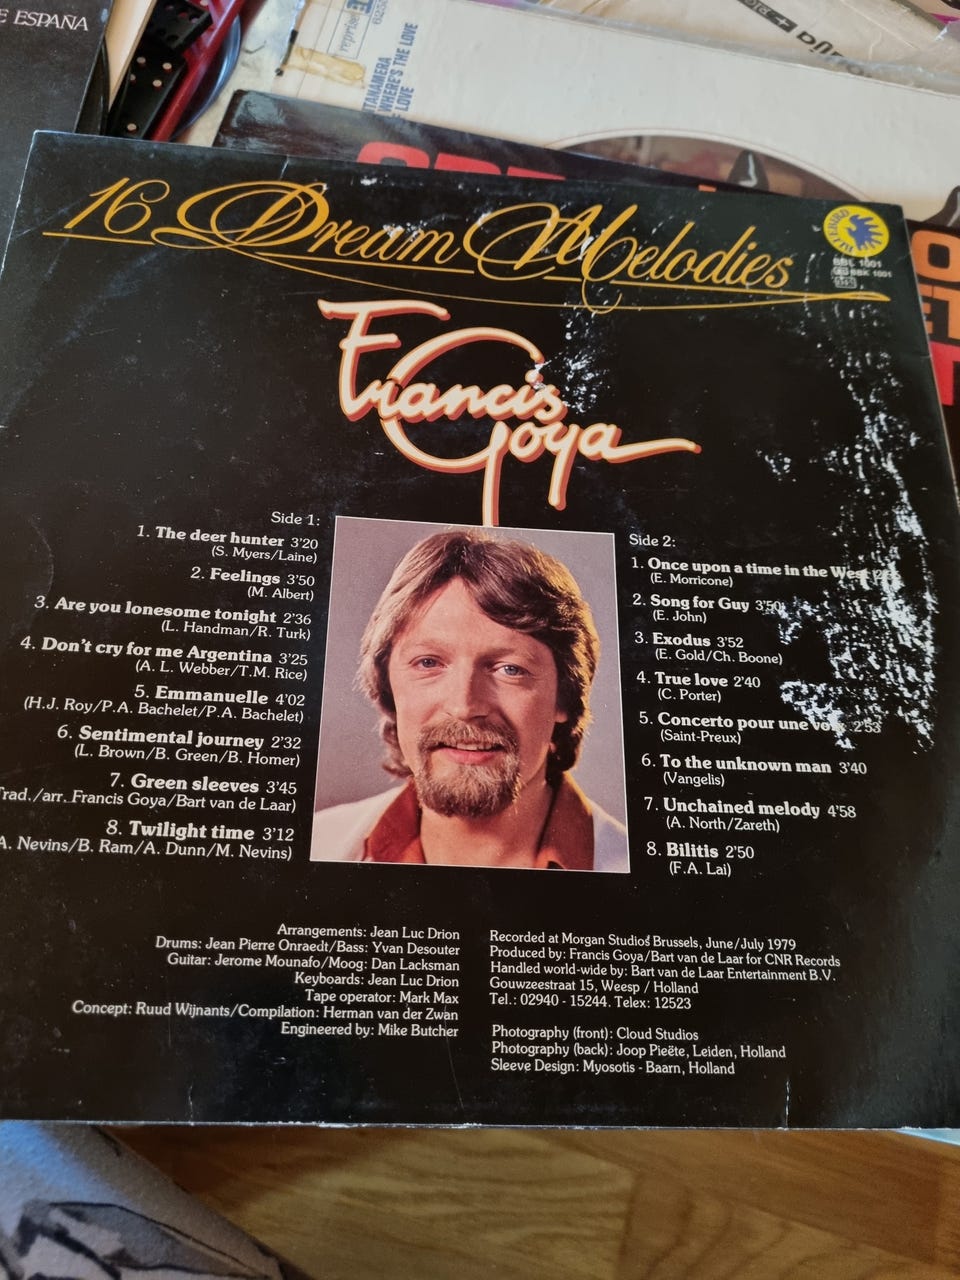 E ESPAÑA
reprise
TANAMERA
WHERE'S THE LOVE
F LOVE
16 Dream Melodies
BLUEBIRD
BBL 1001
BBK 1001
Francis
Goya
Side 1:
1. The deer hunter 3'20
(S. Myers/Laine)
2. Feelings 3'50
(M. Albert)
3. Are you lonesome tonight 2'36
(L. Handman/R. Turk)
4. Don't cry for me Argentina 3'25
(A. L. Webber/T.M. Rice)
5. Emmanuelle 4'02
(H.J. Roy/P.A. Bachelet/P.A. Bachelet)
6. Sentimental journey 2'32
(L. Brown/B. Green/B. Homer)
7. Green sleeves 3'45
Trad./arr. Francis Goya/Bart van de Laar)
8. Twilight time 3'12
A. Nevins/B. Ram/A. Dunn/M. Nevins)
Side 2:
1. Once upon a time in the West
(E. Morricone)
2. Song for Guy 3'50
(E. John)
3. Exodus 3'52
(E. Gold/Ch. Boone)
4. True love 2'40
(C. Porter)
5. Concerto pour une 2'53
(Saint-Preux)
6. To the unknown man 3'40
(Vangelis)
7. Unchained melody 4'58
(A. North/Zareth)
8. Bilitis 2'50
(F.A. Lai)
Arrangements: Jean Luc Drion
Drums: Jean Pierre Onraedt/Bass: Yvan Desouter
Guitar: Jerome Mounafo/Moog: Dan Lacksman
Keyboards: Jean Luc Drion
Tape operator: Mark Max
Concept: Ruud Wijnants/Compilation: Herman van der Zwan
Engineered by: Mike Butcher
Recorded at Morgan Studios Brussels, June/July 1979
Produced by: Francis Goya/Bart van de Laar for CNR Records
Handled world-wide by: Bart van de Laar Entertainment B.V.
Gouwzeestraat 15, Weesp / Holland
Tel.: 02940 - 15244. Telex: 12523
Photography (front): Cloud Studios
Photography (back): Joop Pieëte, Leiden, Holland
Sleeve Design: Myosotis - Baarn, Holland